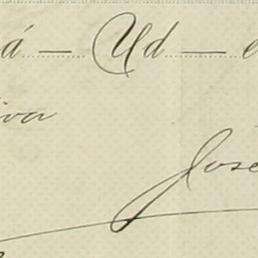 á — Ud — e
iva
José